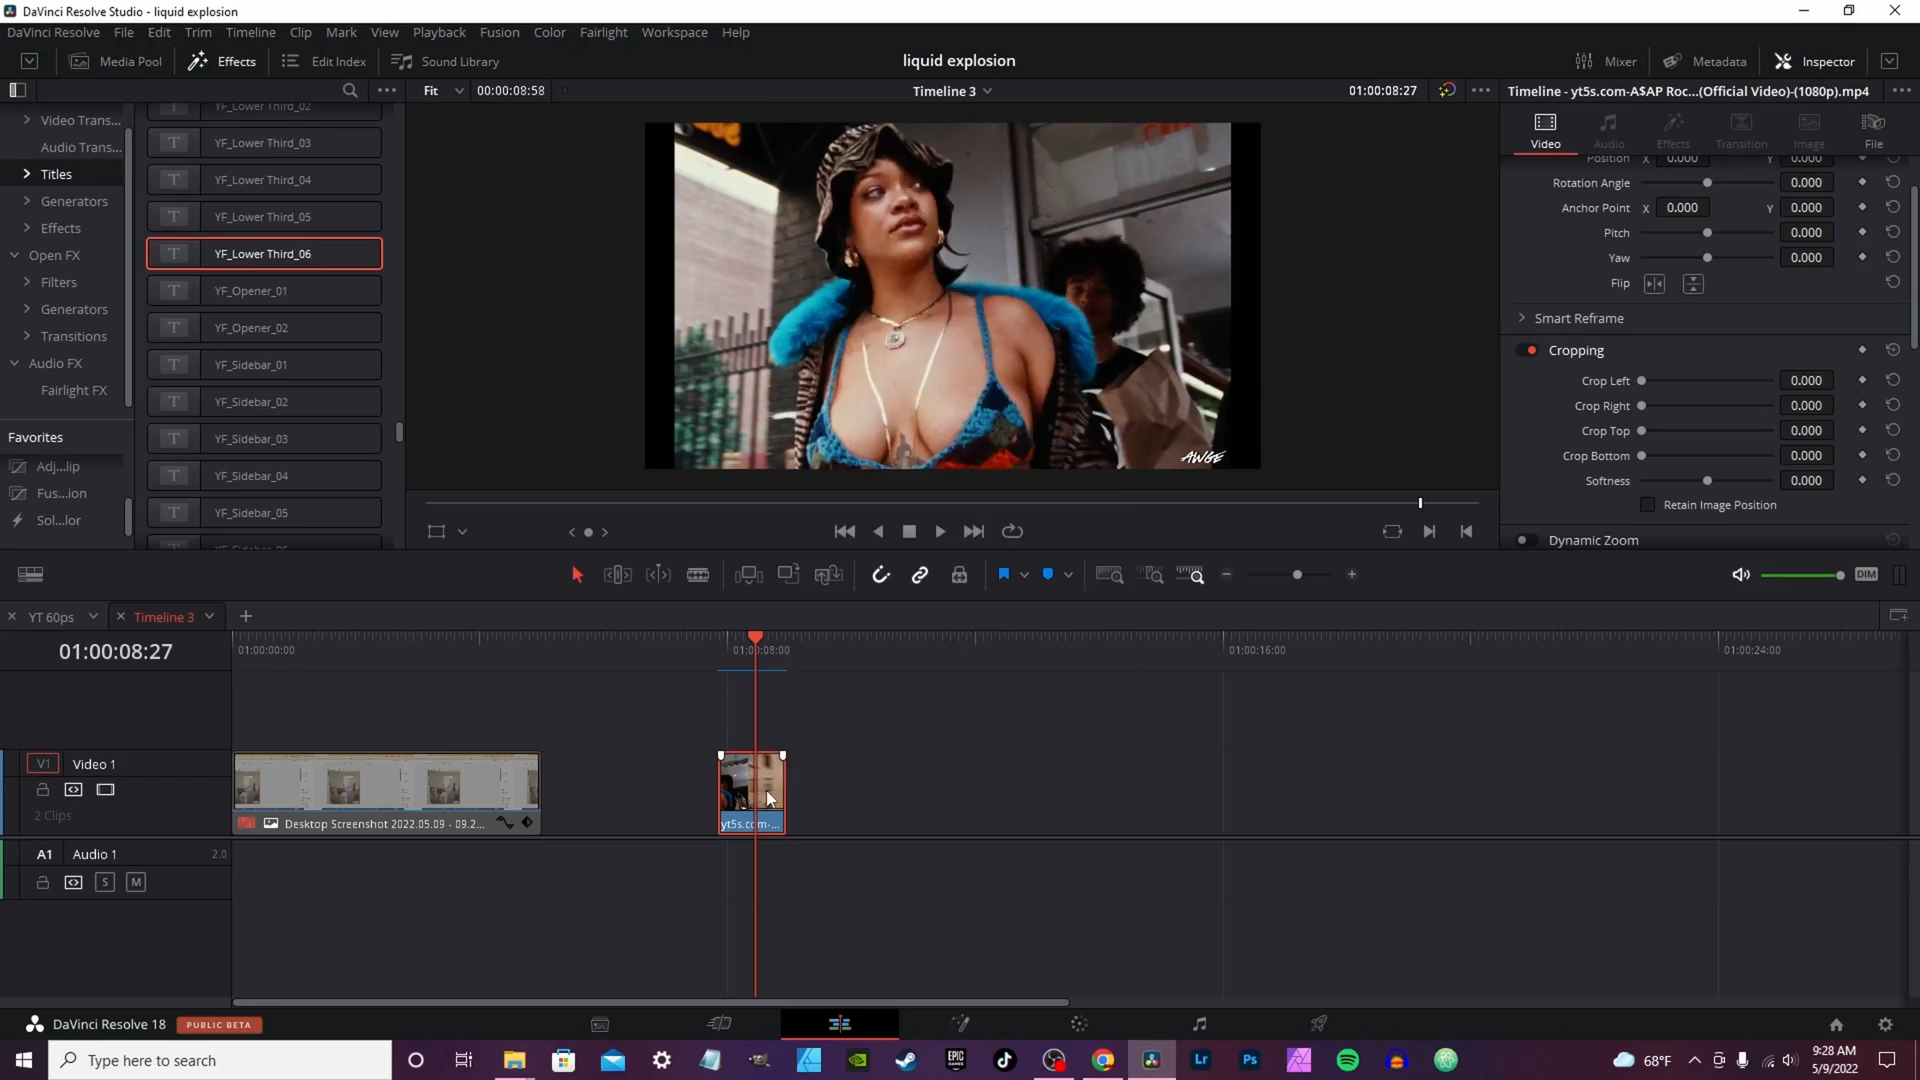 DaVinci Resolve Studio - liquid explosion
DaVinci Resolve File Edit Trim Timeline Clip Mark View Playback Fusion Color Fairlight Workspace Help
Media Pool Effects Edit Index Sound Library liquid explosion Mixer Metadata Inspector
Fit 00:00:08:58 Timeline 3 01:00:08:27 Timeline - yt5s.com-A$AP Roc...(Official Video)-(1080p).mp4
Video Trans...
Audio Trans...
Titles
Generators
Effects
Open FX
Filters
Generators
Transitions
Audio FX
Fairlight FX
Favorites
Adj...lip
Fus...ion
Sol...lor
YF_Lower Third_02
YF_Lower Third_03
YF_Lower Third_04
YF_Lower Third_05
YF_Lower Third_06
YF_Opener_01
YF_Opener_02
YF_Sidebar_01
YF_Sidebar_02
YF_Sidebar_03
YF_Sidebar_04
YF_Sidebar_05
AWGE
Video Audio Effects Transition Image File
Position X 0.000 Y 0.000
Rotation Angle 0.000
Anchor Point X 0.000 Y 0.000
Pitch 0.000
Yaw 0.000
Flip
Smart Reframe
Cropping
Crop Left 0.000
Crop Right 0.000
Crop Top 0.000
Crop Bottom 0.000
Softness 0.000
Retain Image Position
Dynamic Zoom
DIM
YT 60ps Timeline 3
01:00:08:27 01:00:00:00 01:00:08:00 01:00:16:00 01:00:24:00
V1 Video 1
2 Clips
Desktop Screenshot 2022.05.09 - 09.2... yt5s.com-...
A1 Audio 1 2.0
S M
DaVinci Resolve 18 PUBLIC BETA
Type here to search
EPIC GAMES
Lr Ps
68°F
9:28 AM
5/9/2022